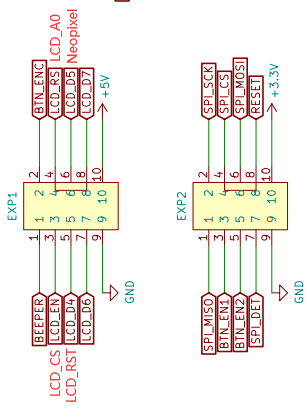 LCD_A0
Neopixel
BTN_ENC
LCD_RS
LCD_D5
LCD_D7
+5V
2
4
6
8
10
EXP1
2
4
6
8
10
1
3
5
7
9
1
3
5
7
9
BEEPER
LCD_EN
LCD_D4
LCD_D6
GND
LCD_CS
LCD_RST
SPI_SCK
SPI_CS
SPI_MOSI
RESET
+3.3V
2
4
6
8
10
EXP2
2
4
6
8
10
1
3
5
7
9
1
3
5
7
9
SPI_MISO
BTN_EN1
BTN_EN2
SPI_DET
GND